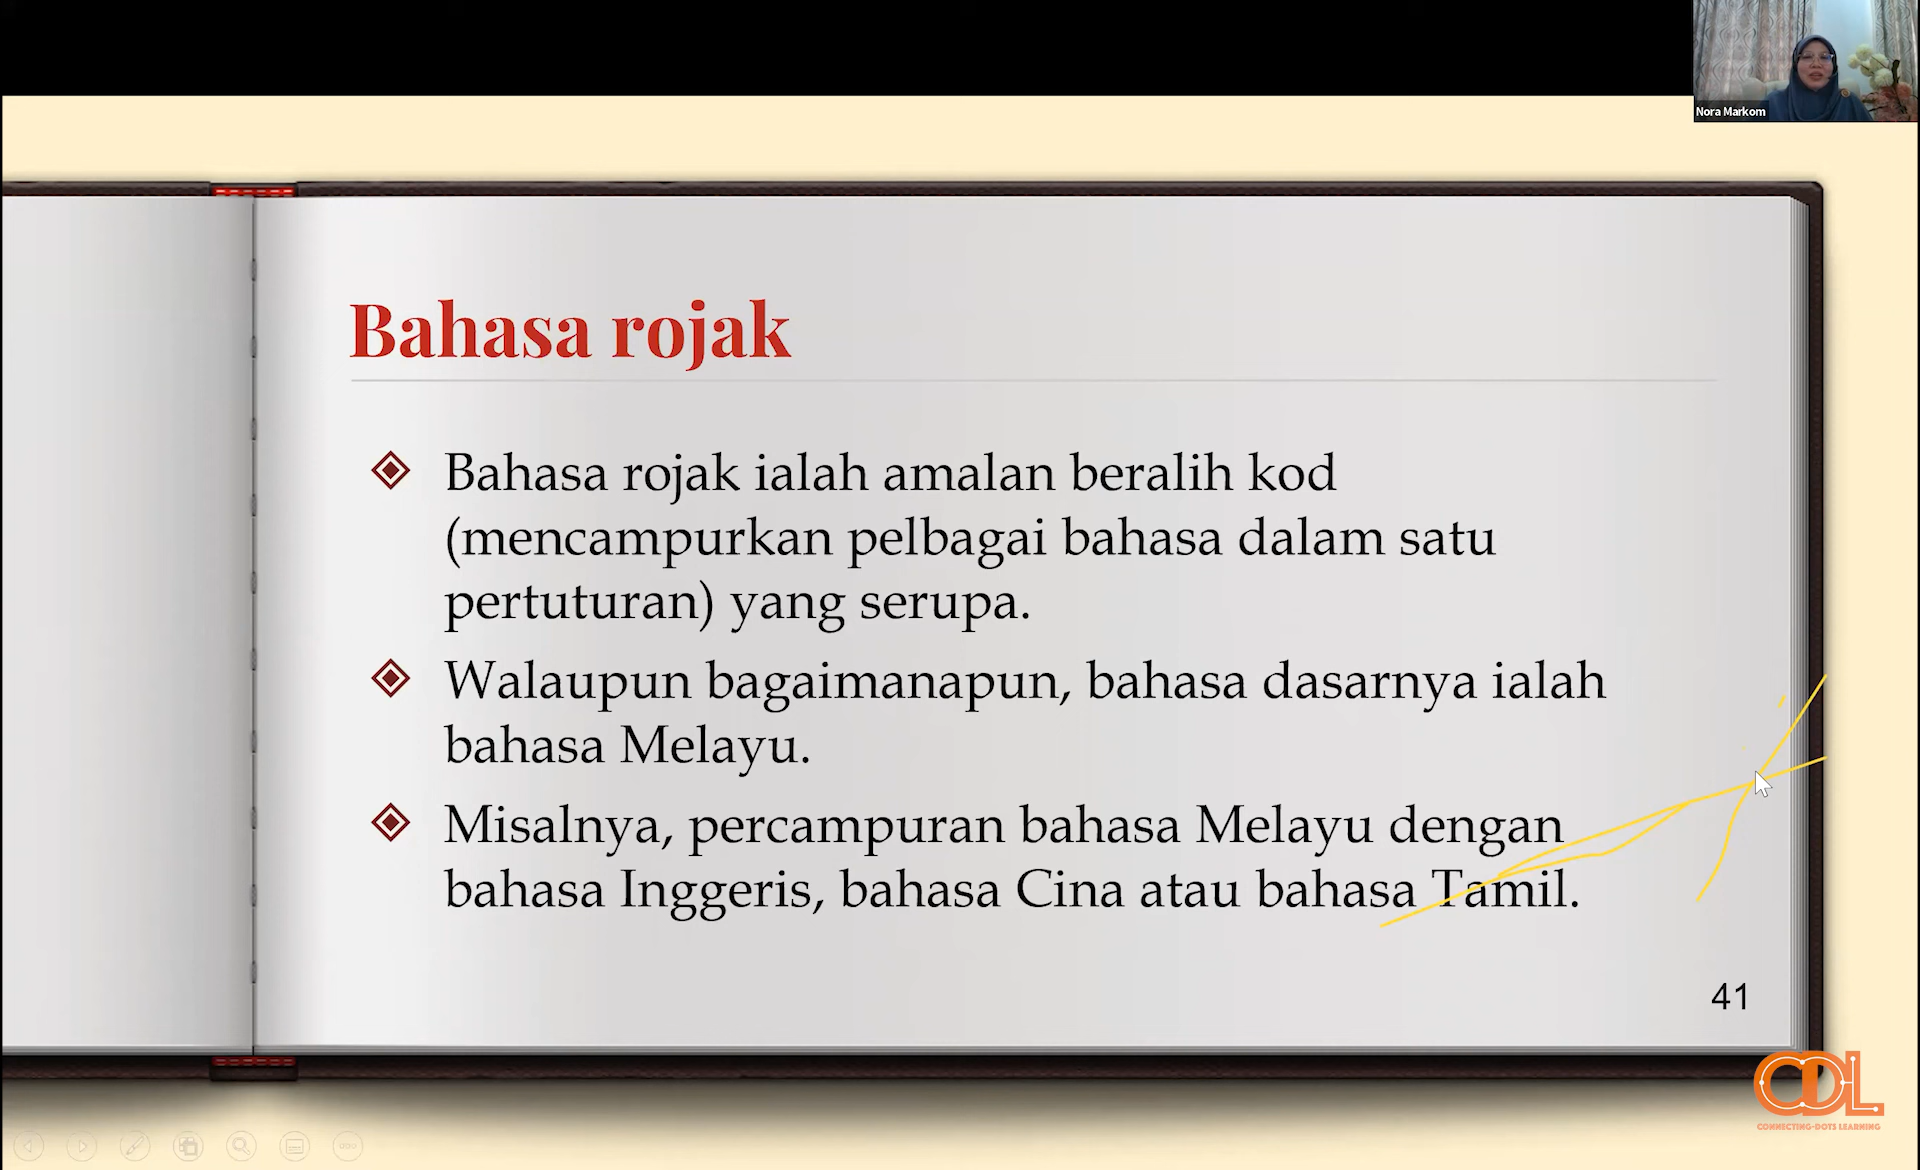 Nora Markom
Bahasa rojak
Bahasa rojak ialah amalan beralih kod
(mencampurkan pelbagai bahasa dalam satu
pertuturan) yang serupa.
Walaupun bagaimanapun, bahasa dasarnya ialah
bahasa Melayu.
Misalnya, percampuran bahasa Melayu dengan
bahasa Inggeris, bahasa Cina atau bahasa Tamil.
41
CDL
CONNECTING-DOTS LEARNING